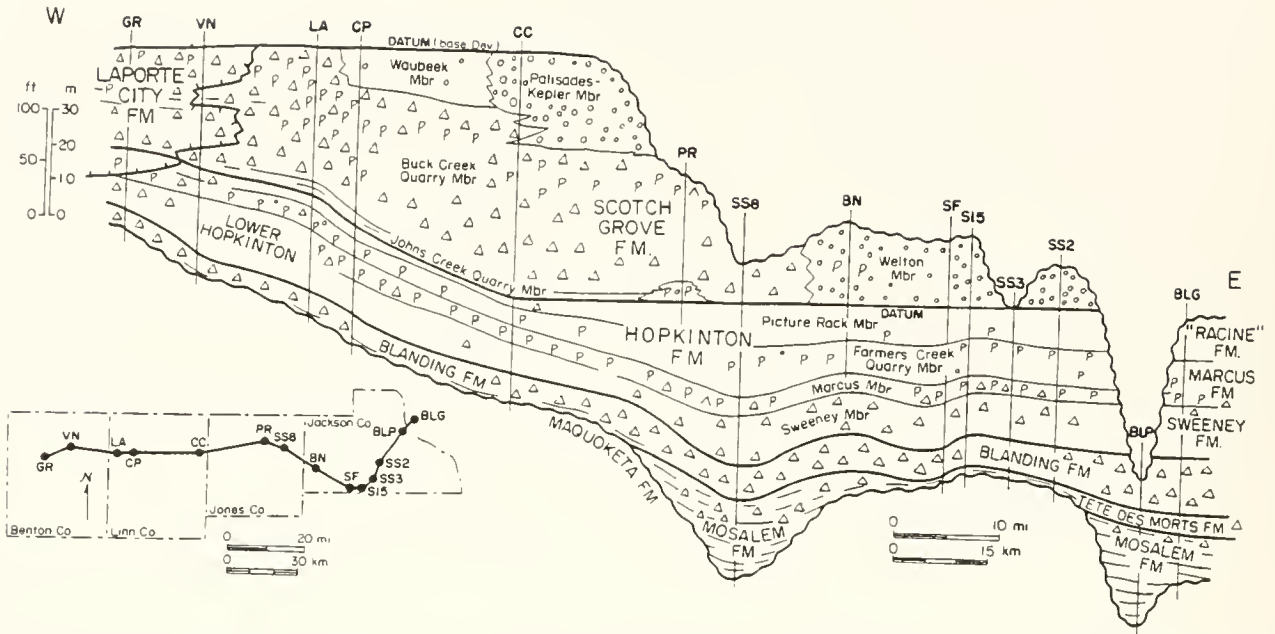 W
GR
VN
LA
CP
CC
DATUM (base Dev)
LAPORTE
CITY
FM
Waubeek
Mbr
Palisades-
Kepler Mbr
ft
m
100
30
20
50
10
0
0
Buck Creek
Quarry Mbr
PR
SCOTCH
GROVE
FM.
SS8
BN
SF
S15
SS2
Welton
Mbr
SS3
E
BLG
LOWER
HOPKINTON
Johns Creek Quarry Mbr
DATUM
Picture Rack Mbr
HOPKINTON
FM
Farmers Creek
Quarry Mbr
Marcus Mbr
Sweeney Mbr
"RACINE"
FM.
MARCUS
FM
SWEENEY
FM.
BLP
BLANDING FM
BLANDING FM
MAQUOKETA FM
TÊTE DES MORTS FM
MOSALEM
FM
MOSALEM
FM
0 10 mi
0 15 km
VN
GR
LA
CP
CC
PR
SS8
BN
SF
S15
SS3
SS2
BLP
BLG
Jackson Co
N
Benton Co
Linn Co
Jones Co
0 20 mi
0 30 km